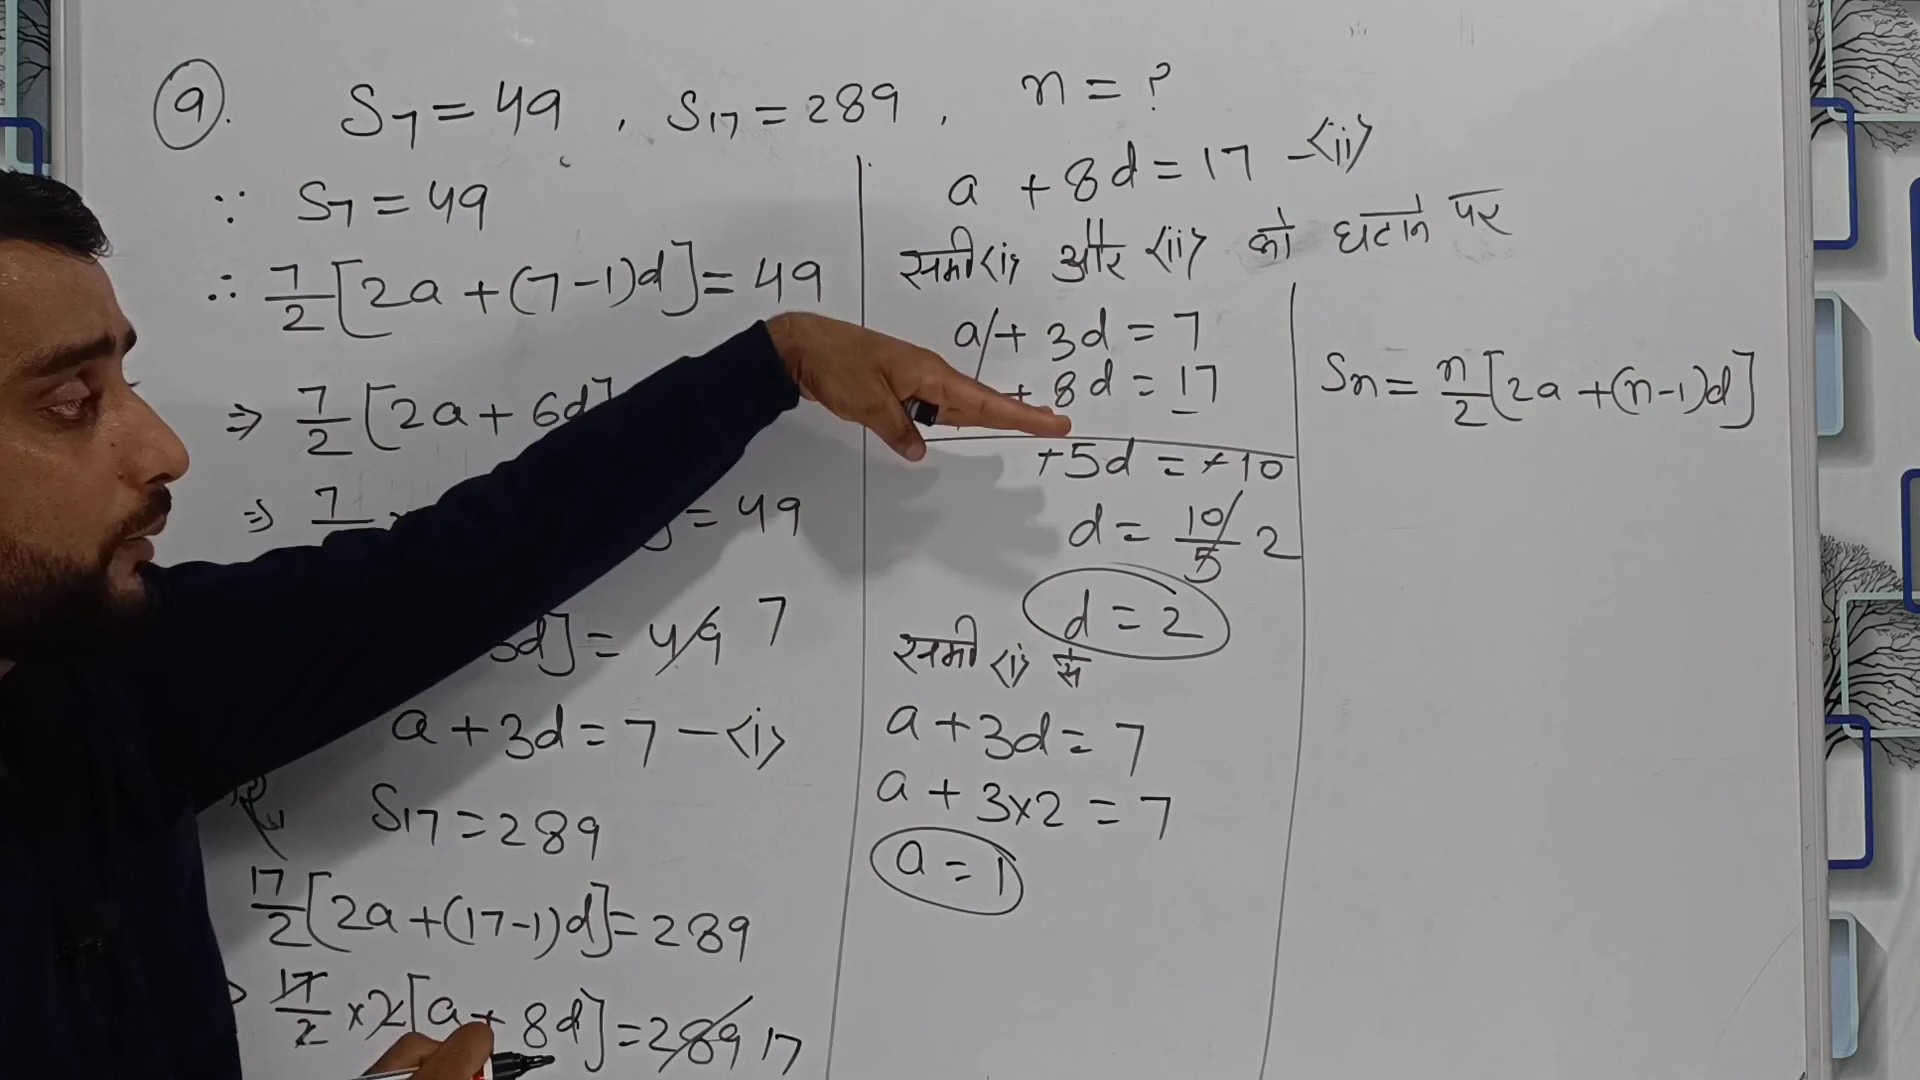 9. S7 = 49 , S17 = 289 , n = ?
∵ S7 = 49
∴ 7/2 [2a + (7-1)d] = 49
⇒ 7/2 [2a + 6d]
⇒ 7 = 49
3d] = 49 7
a + 3d = 7 - <i>
S17 = 289
17/2 [2a + (17-1)d] = 289
17/2 × 2 [a + 8d] = 289 17
a + 8d = 17 - <ii>
समी <i> और <ii> को घटाने पर
a + 3d = 7
+ 8d = 17
+5d = +10
d = 10/5 2
d = 2
समी <i> से
a + 3d = 7
a + 3×2 = 7
a = 1
Sn = n/2 [2a + (n-1)d]